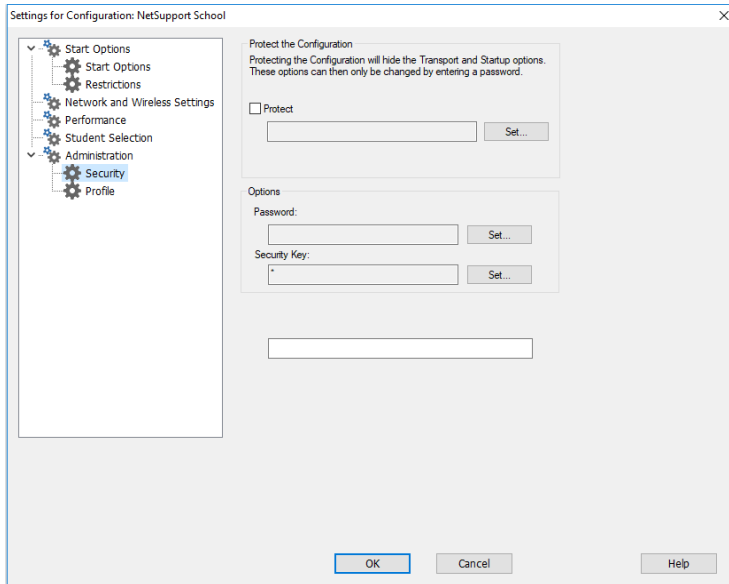 Settings for Configuration: NetSupport School
Start Options
Start Options
Restrictions
Network and Wireless Settings
Performance
Student Selection
Administration
Security
Profile
Protect the Configuration
Protecting the Configuration will hide the Transport and Startup options.
These options can then only be changed by entering a password.
Protect
Set...
Options
Password:
Set...
Security Key:
*
Set...
OK
Cancel
Help